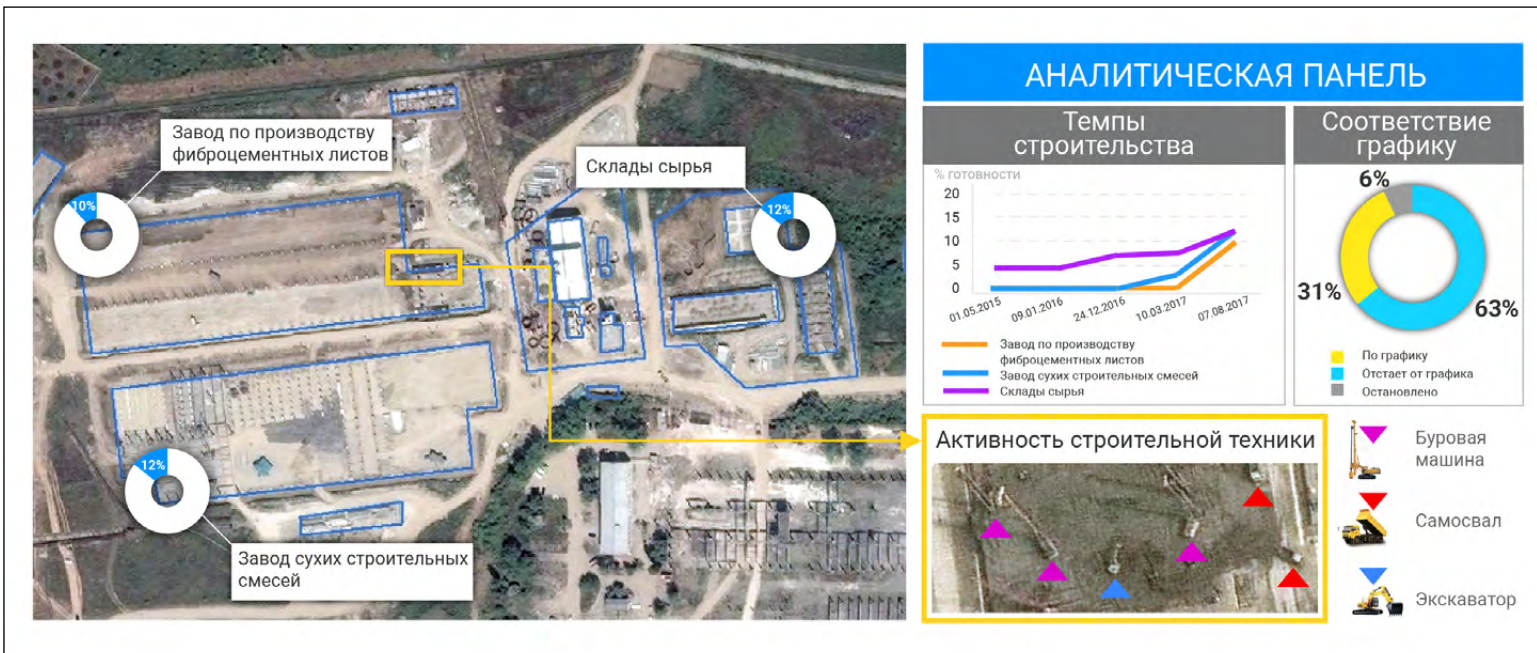 Завод по производству
фиброцементных листов
10%
Склады сырья
12%
12%
Завод сухих строительных
смесей
АНАЛИТИЧЕСКАЯ ПАНЕЛЬ
Темпы
строительства
% готовности
20
15
10
5
0
01.05.2015
09.01.2016
24.12.2016
10.03.2017
07.08.2017
Завод по производству
фиброцементных листов
Завод сухих строительных смесей
Склады сырья
Соответствие
графику
6%
31%
63%
По графику
Отстает от графика
Остановлено
Активность строительной техники
Буровая
машина
Самосвал
Экскаватор